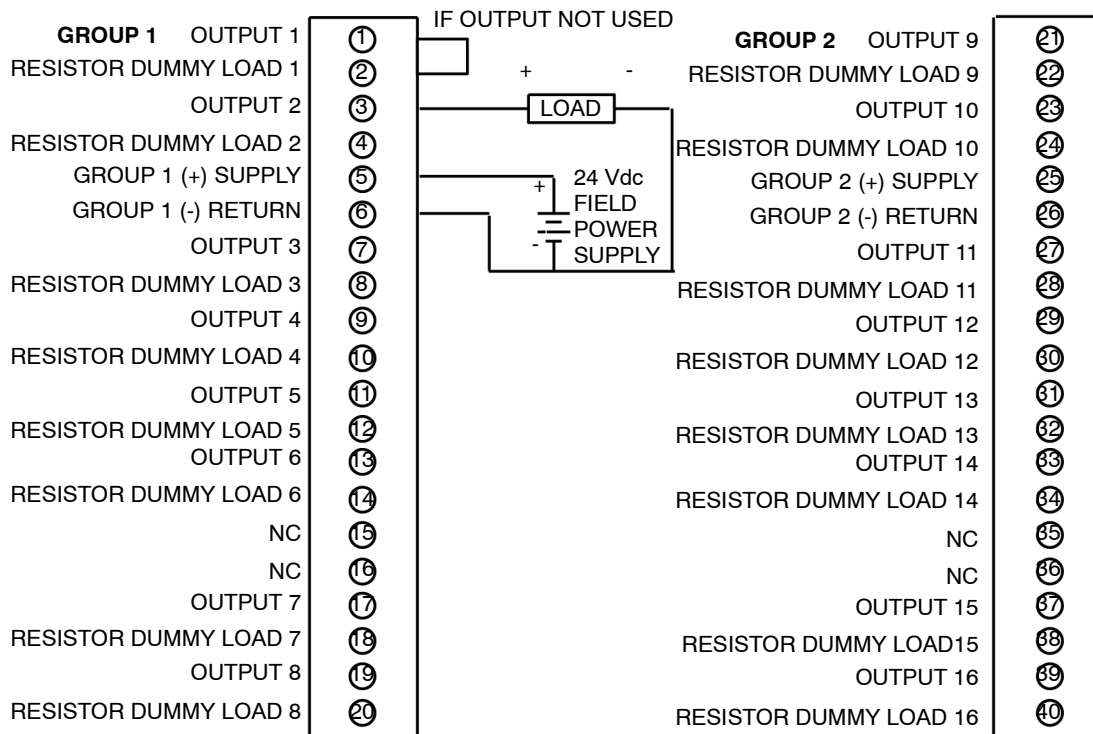 IF OUTPUT NOT USED
GROUP 1 OUTPUT 1 1
RESISTOR DUMMY LOAD 1 2
OUTPUT 2 3
RESISTOR DUMMY LOAD 2 4
GROUP 1 (+) SUPPLY 5
GROUP 1 (-) RETURN 6
OUTPUT 3 7
RESISTOR DUMMY LOAD 3 8
OUTPUT 4 9
RESISTOR DUMMY LOAD 4 10
OUTPUT 5 11
RESISTOR DUMMY LOAD 5 12
OUTPUT 6 13
RESISTOR DUMMY LOAD 6 14
NC 15
NC 16
OUTPUT 7 17
RESISTOR DUMMY LOAD 7 18
OUTPUT 8 19
RESISTOR DUMMY LOAD 8 20
+ -
LOAD
+ 24 Vdc
FIELD
POWER
- SUPPLY
GROUP 2 OUTPUT 9 21
RESISTOR DUMMY LOAD 9 22
OUTPUT 10 23
RESISTOR DUMMY LOAD 10 24
GROUP 2 (+) SUPPLY 25
GROUP 2 (-) RETURN 26
OUTPUT 11 27
RESISTOR DUMMY LOAD 11 28
OUTPUT 12 29
RESISTOR DUMMY LOAD 12 30
OUTPUT 13 31
RESISTOR DUMMY LOAD 13 32
OUTPUT 14 33
RESISTOR DUMMY LOAD 14 34
NC 35
NC 36
OUTPUT 15 37
RESISTOR DUMMY LOAD15 38
OUTPUT 16 39
RESISTOR DUMMY LOAD 16 40